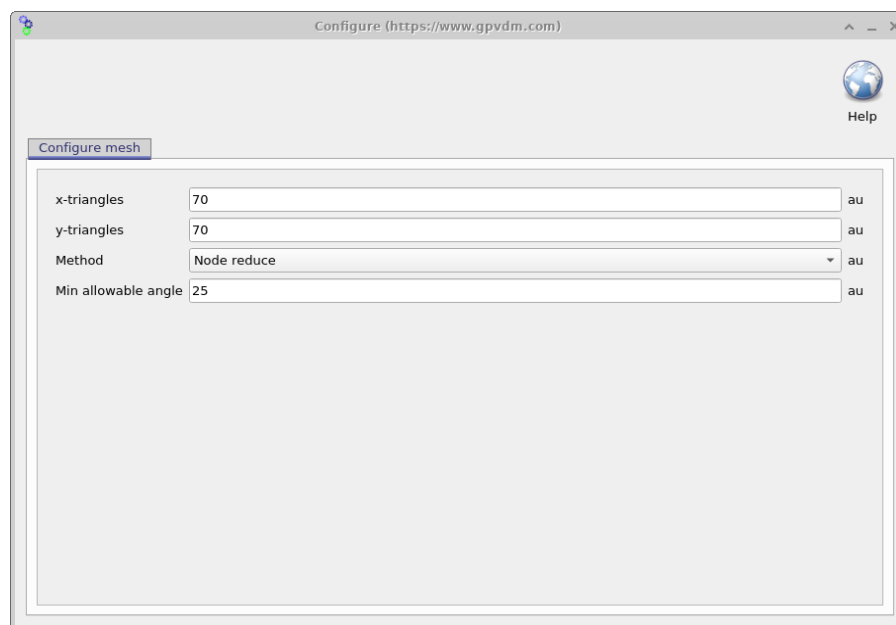 Configure (https://www.gpvdm.com)
Help
Configure mesh
x-triangles 70 au
y-triangles 70 au
Method Node reduce au
Min allowable angle 25 au